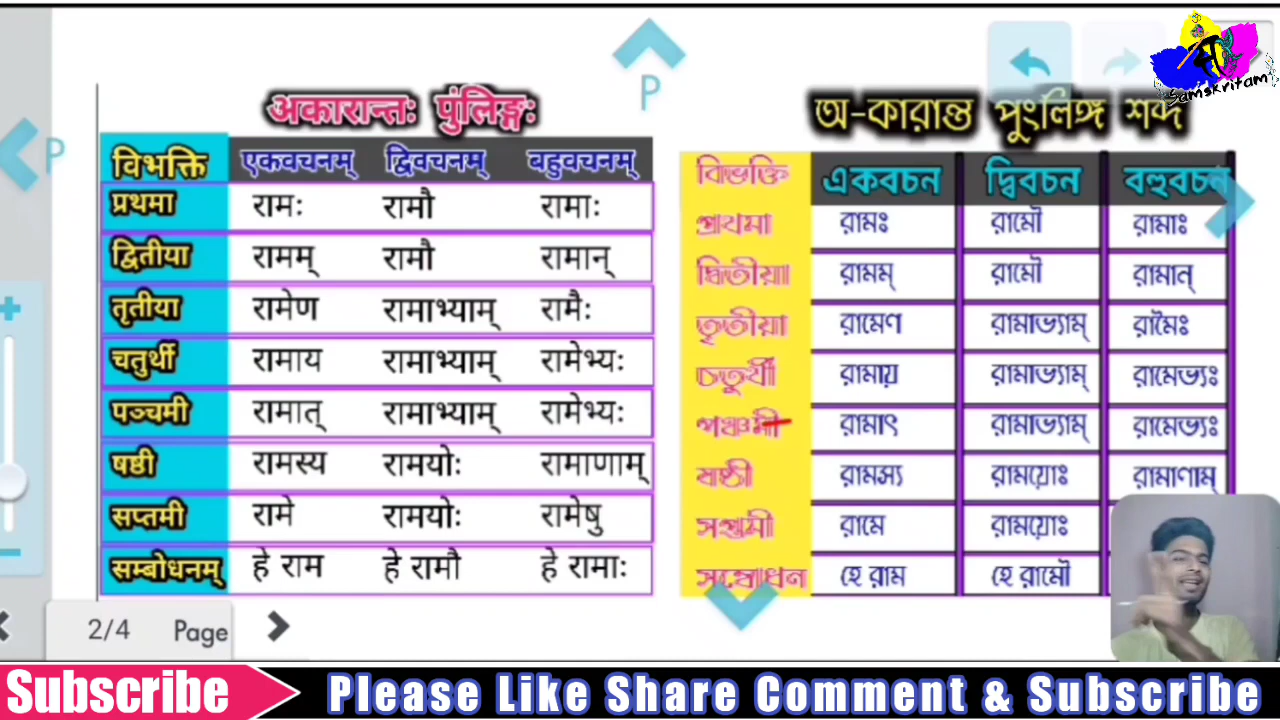 Samskritam
P
P
अकारान्तः पुंलिङ्गः
विभक्ति एकवचनम् द्विवचनम् बहुवचनम्
प्रथमा रामः रामौ रामाः
द्वितीया रामम् रामौ रामान्
तृतीया रामेण रामाभ्याम् रामैः
चतुर्थी रामाय रामाभ्याम् रामेभ्यः
पञ्चमी रामात् रामाभ्याम् रामेभ्यः
षष्ठी रामस्य रामयोः रामाणाम्
सप्तमी रामे रामयोः रामेषु
सम्बोधनम् हे राम हे रामौ हे रामाः
অ-কারান্ত পুংলিঙ্গ শব্দ
বিভক্তি একবচন দ্বিবচন বহুবচন
প্রথমা রামঃ রামৌ রামাঃ
দ্বিতীয়া রামম্ রামৌ রামান্
তৃতীয়া রামেণ রামাভ্যাম্ রামৈঃ
চতুর্থী রামায় রামাভ্যাম্ রামেভ্যঃ
পঞ্চমী রামাৎ রামাভ্যাম্ রামেভ্যঃ
ষষ্ঠী রামস্য রাময়োঃ রামাণাম্
সপ্তমী রামে রাময়োঃ
সম্বোধন হে রাম হে রামৌ
2/4 Page
Subscribe Please Like Share Comment & Subscribe